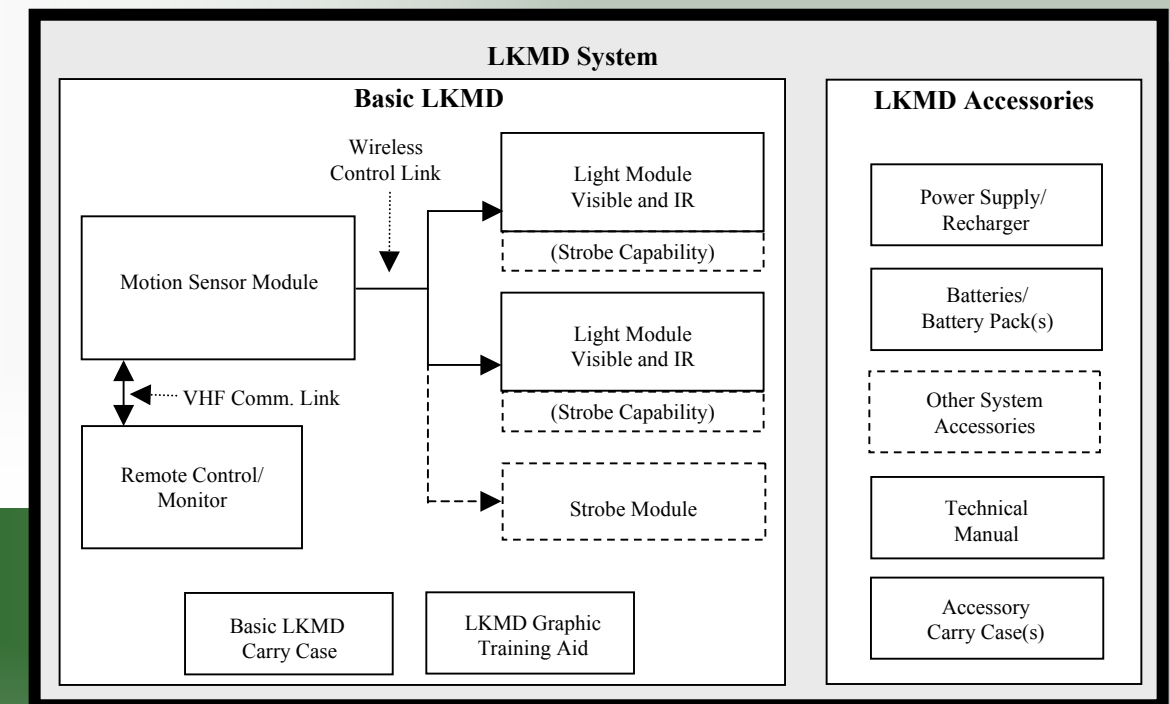 LKMD System
Basic LKMD
Wireless
Control Link
Light Module
Visible and IR
(Strobe Capability)
Motion Sensor Module
Light Module
Visible and IR
(Strobe Capability)
VHF Comm. Link
Remote Control/
Monitor
Strobe Module
Basic LKMD
Carry Case
LKMD Graphic
Training Aid
LKMD Accessories
Power Supply/
Recharger
Batteries/
Battery Pack(s)
Other System
Accessories
Technical
Manual
Accessory
Carry Case(s)